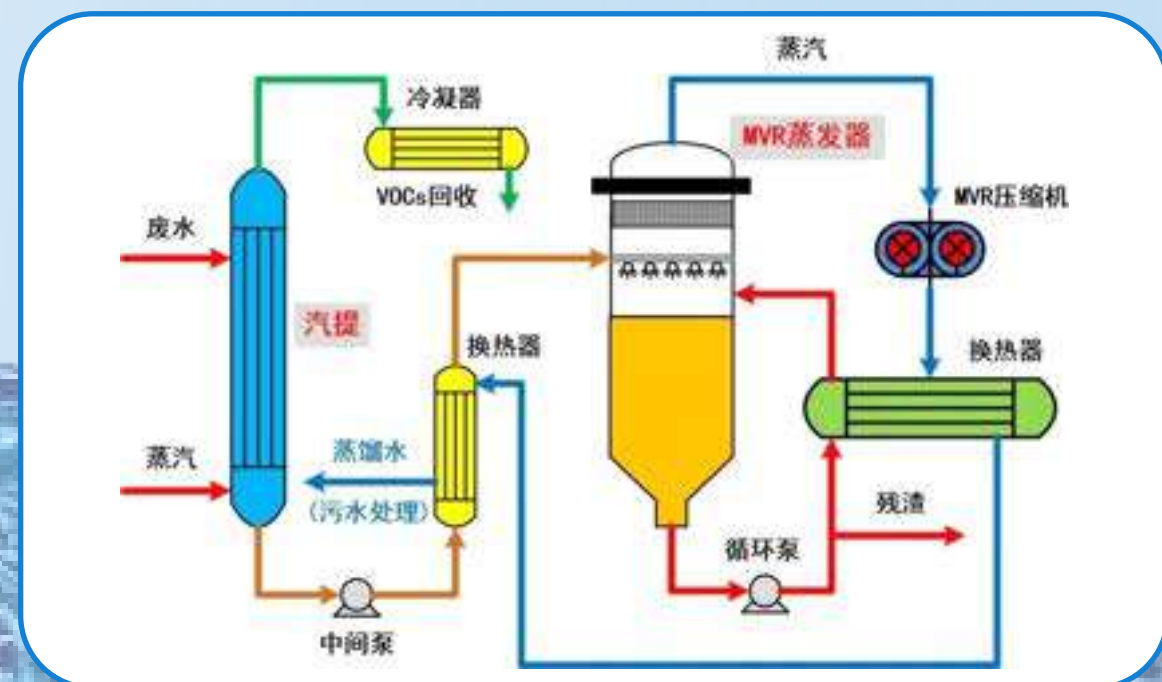 蒸汽
冷凝器
MVR蒸发器
VOCs回收
MVR压缩机
废水
汽提
换热器
换热器
蒸馏水
(污水处理)
蒸汽
残渣
循环泵
中间泵